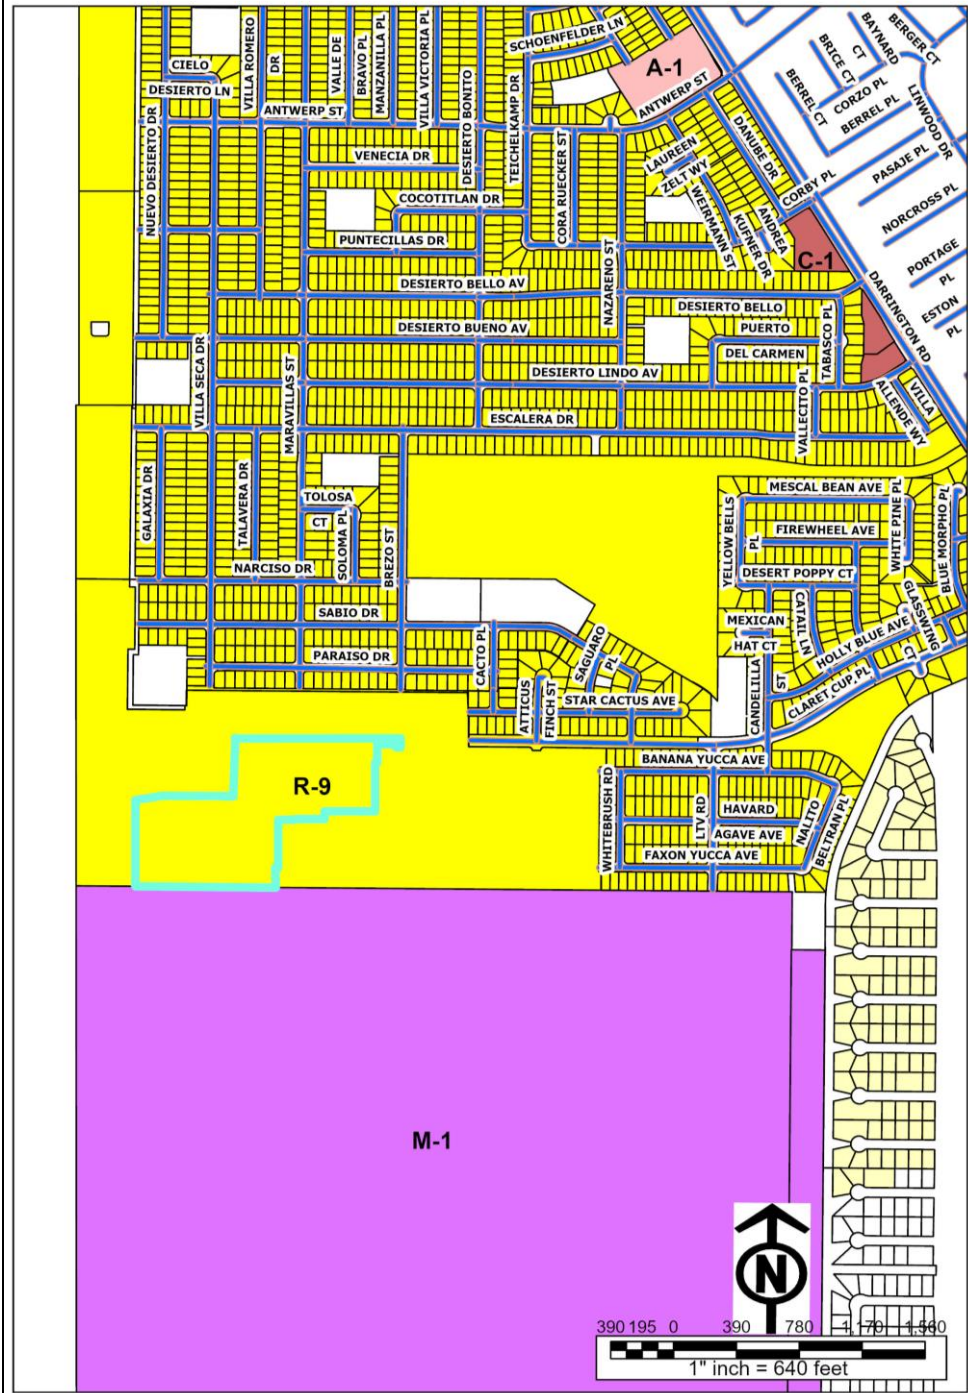 SCHOENFELDER LN
A-1
ANTWERP ST
BERGER CT
BAYNARD
CT
BRICE CT
BERREL CT
CORZO PL
BERREL PL
LINWOOD DR
PASAJE PL
NORCROSS PL
PORTAGE
PL
ESTON
PL
CIELO
DESIERTO LN
VILLA ROMERO
DR
VALLE DE
BRAVO PL
MANZANILLA PL
VILLA VICTORIA PL
DESIERTO BONITO
TEICHELKAMP DR
ANTWERP ST
NUEVO DESIERTO DR
VENECIA DR
COCOTITLAN DR
PUNTECILLAS DR
CORA RUECKER ST
NAZARENO ST
LAUREEN
ZELT WY
WEIRMANN ST
KUFNER DR
ANDREA
DANUBE DR
CORBY PL
C-1
DARRINGTON RD
DESIERTO BELLO AV
DESIERTO BELLO
DESIERTO BUENO AV
PUERTO
DEL CARMEN
TABASCO PL
DESIERTO LINDO AV
VILLA SECA DR
MARAVILLAS ST
ESCALERA DR
VALLECITO PL
ALLENDE WY
VILLA
GALAXIA DR
TALAVERA DR
TOLOSA
CT
SOLOMA PL
BREZO ST
NARCISO DR
SABIO DR
PARAISO DR
MESCAL BEAN AVE
YELLOW BELLS
PL
FIREWHEEL AVE
WHITE PINE PL
BLUE MORPHO PL
DESERT POPPY CT
CATAIL LN
MEXICAN
HAT CT
HOLLY BLUE AVE
GLASSWING
CT
CANDELILLA
ST
CLARET CUP PL
CACTO PL
SAGUARO
PL
ATTICUS
FINCH ST
STAR CACTUS AVE
BANANA YUCCA AVE
WHITEBRUSH RD
LTV RD
HAVARD
AGAVE AVE
NALITO
BELTRAN PL
FAXON YUCCA AVE
R-9
M-1
N
390 195 0 390 780 1,170 1,560
1" inch = 640 feet